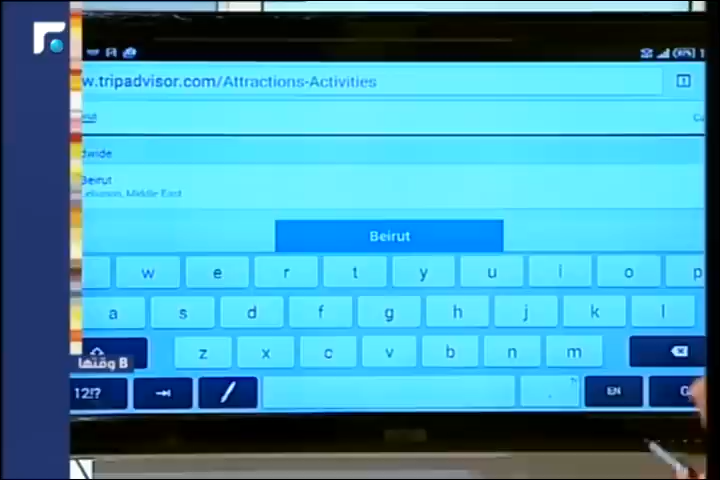 w.tripadvisor.com/Attractions-Activities
dwide
Beirut
Lebanon, Middle East
Beirut
w e r t y u i o p
a s d f g h j k l
z x c v b n m
B وقتها
12!?
EN